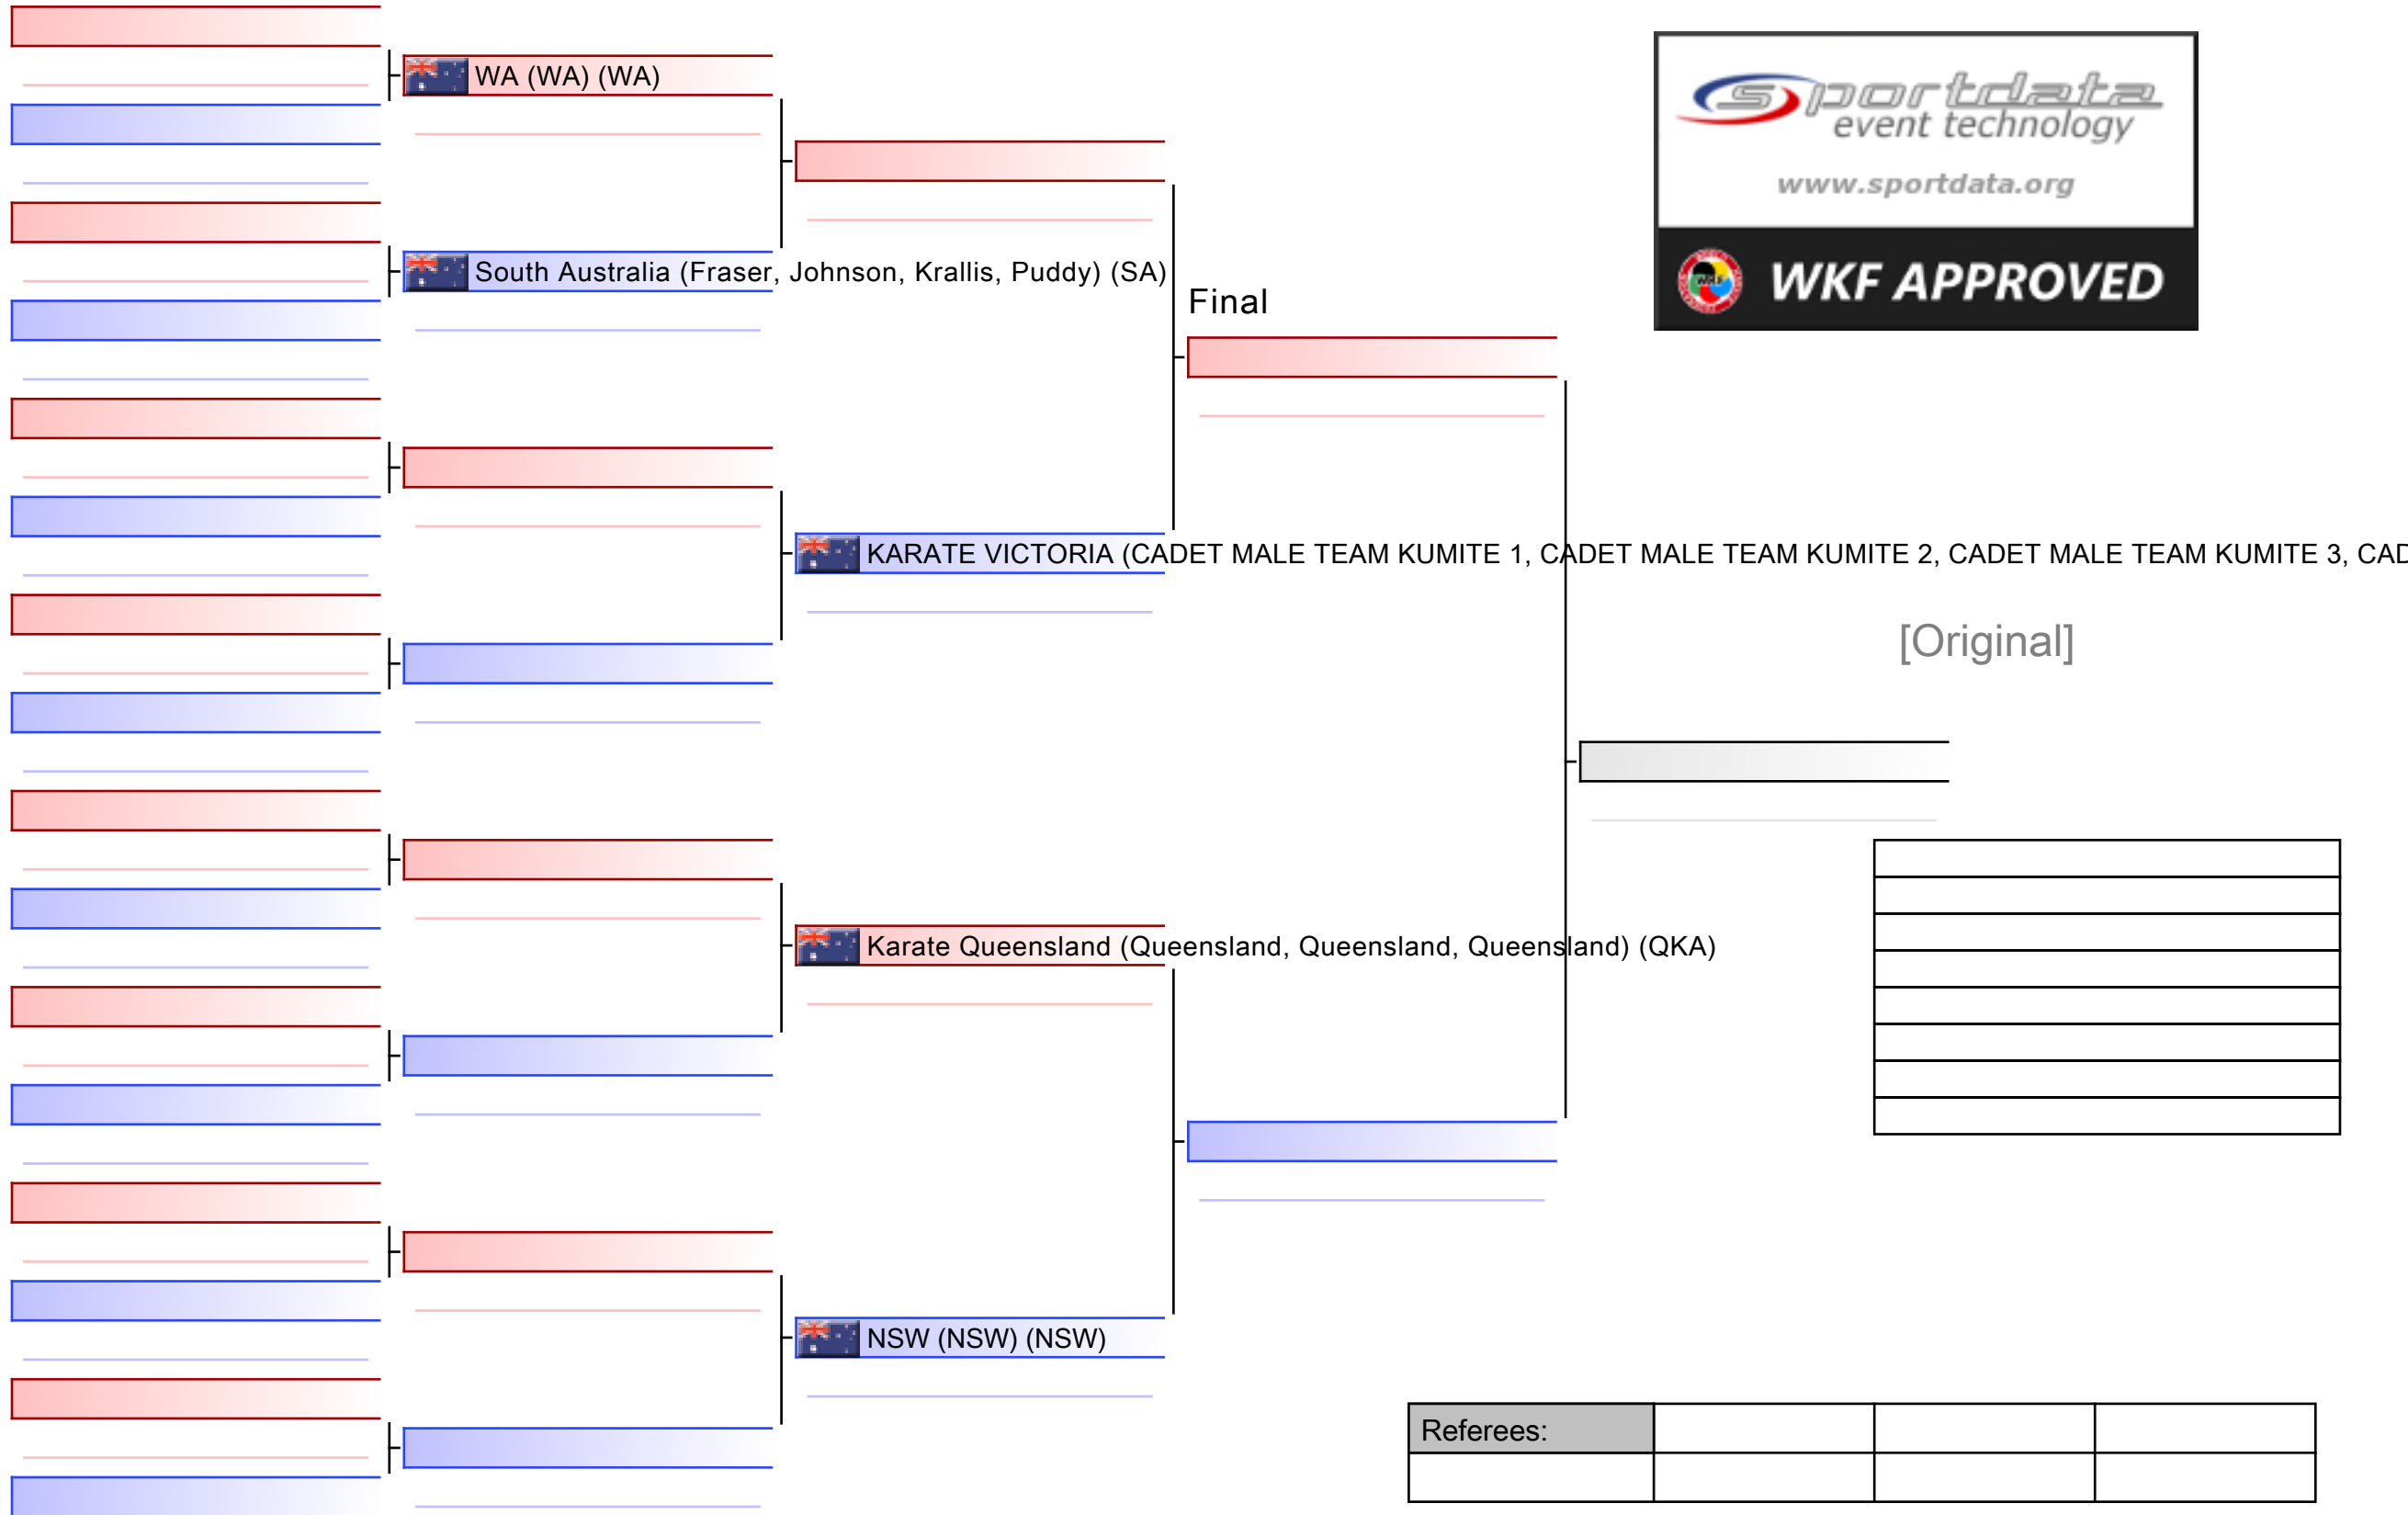 WA (WA) (WA)
South Australia (Fraser, Johnson, Krallis, Puddy) (SA)
Final
KARATE VICTORIA (CADET MALE TEAM KUMITE 1, CADET MALE TEAM KUMITE 2, CADET MALE TEAM KUMITE 3, CAD
Karate Queensland (Queensland, Queensland, Queensland) (QKA)
NSW (NSW) (NSW)
sportdata
event technology
www.sportdata.org
WKF APPROVED
[Original]
Referees: